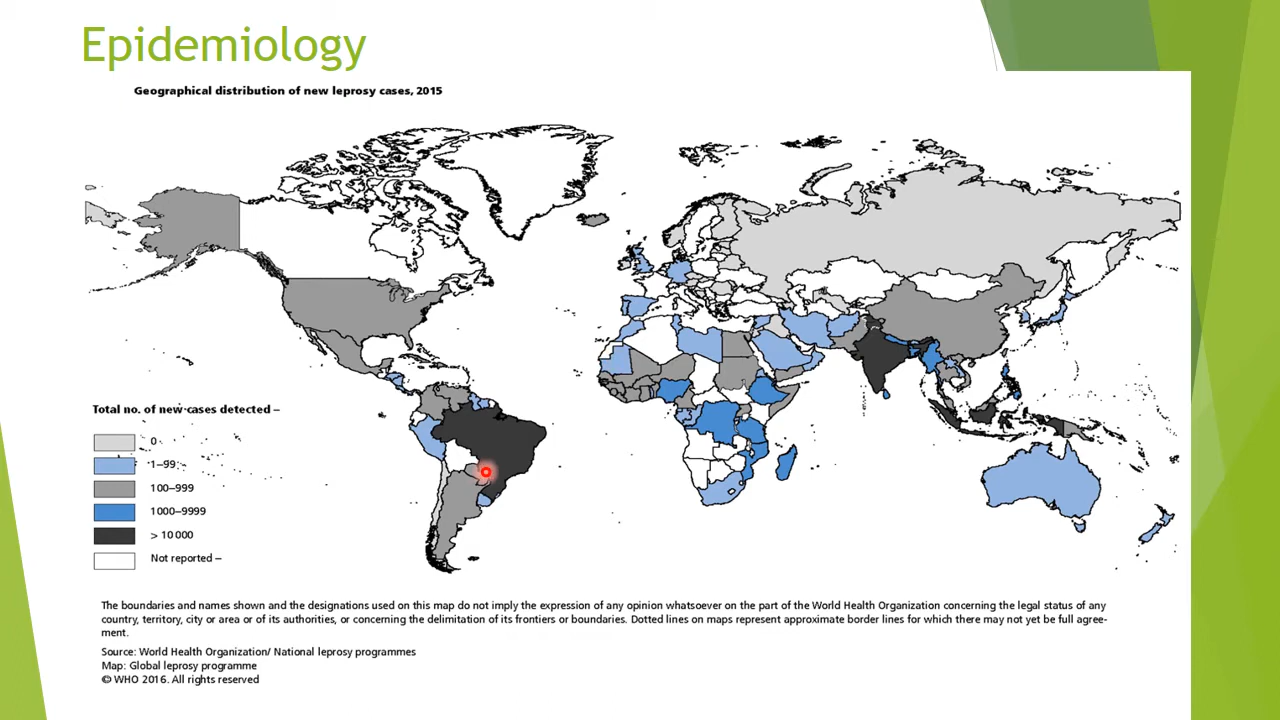 Epidemiology
Geographical distribution of new leprosy cases, 2015
Total no. of new cases detected –
0
1–99
100–999
1000–9999
> 10 000
Not reported –
The boundaries and names shown and the designations used on this map do not imply the expression of any opinion whatsoever on the part of the World Health Organization concerning the legal status of any
country, territory, city or area or of its authorities, or concerning the delimitation of its frontiers or boundaries. Dotted lines on maps represent approximate border lines for which there may not yet be full agree-
ment.
Source: World Health Organization/ National leprosy programmes
Map: Global leprosy programme
© WHO 2016. All rights reserved